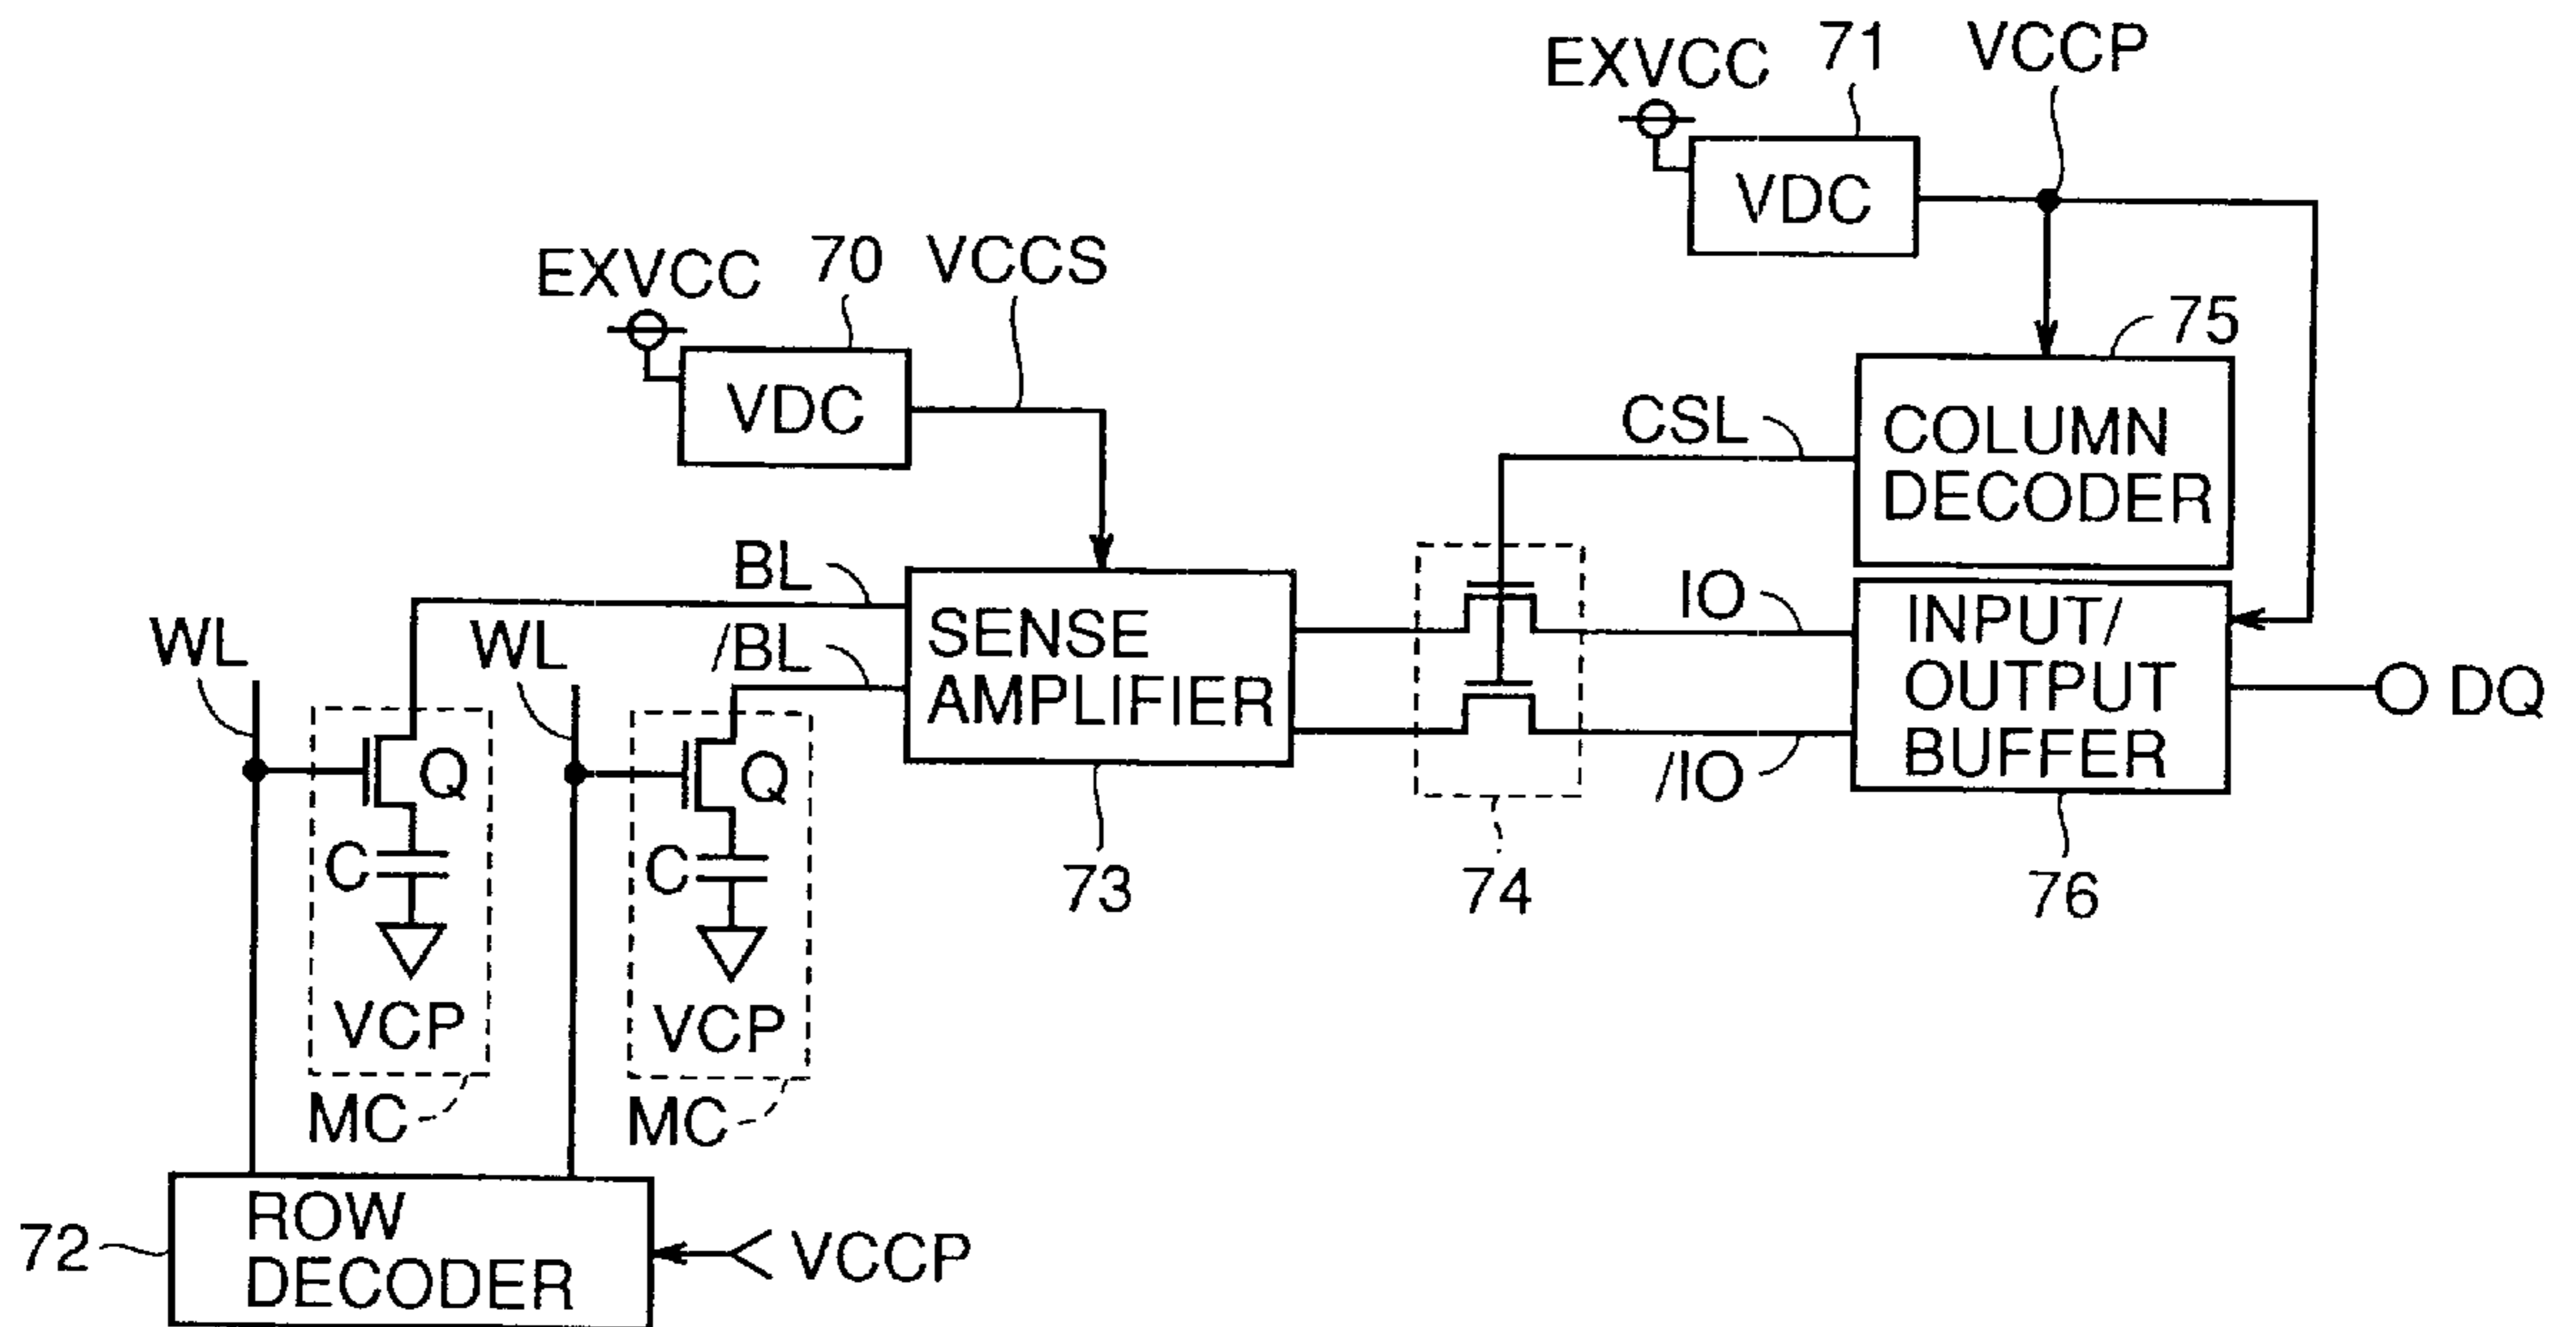 EXVCC 71 VCCP
VDC
EXVCC 70 VCCS
VDC
75
CSL
COLUMN
DECODER
BL
/BL
WL
WL
SENSE
AMPLIFIER
IO
/IO
INPUT/
OUTPUT
BUFFER
DQ
Q
Q
C
C
73
74
76
VCP
VCP
MC
MC
72
ROW
DECODER
VCCP